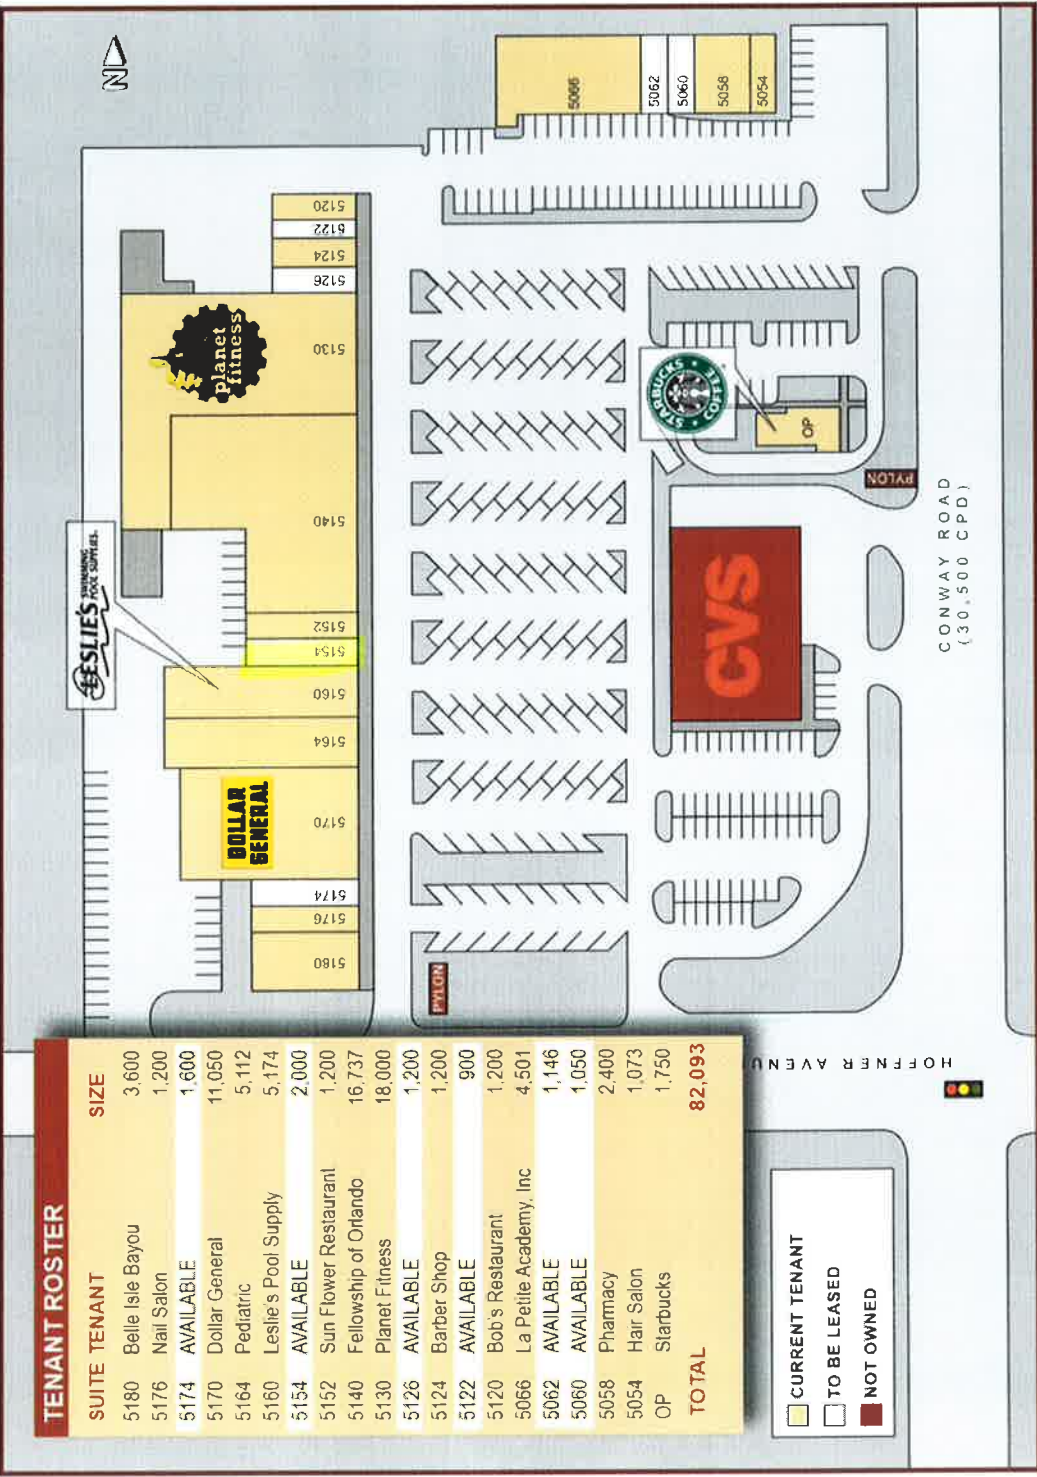 TENANT ROSTER
SUITE TENANT SIZE
5180 Belle Isle Bayou 3,600
5176 Nail Salon 1,200
5174 AVAILABLE 1,600
5170 Dollar General 11,050
5164 Pediatric 5,112
5160 Leslie's Pool Supply 5,174
5154 AVAILABLE 2,000
5152 Sun Flower Restaurant 1,200
5140 Fellowship of Orlando 16,737
5130 Planet Fitness 18,000
5126 AVAILABLE 1,200
5124 Barber Shop 1,200
5122 AVAILABLE 900
5120 Bob's Restaurant 1,200
5066 La Petite Academy, Inc 4,501
5062 AVAILABLE 1,146
5060 AVAILABLE 1,050
5058 Pharmacy 2,400
5054 Hair Salon 1,073
OP Starbucks 1,750
TOTAL 82,093
CURRENT TENANT
TO BE LEASED
NOT OWNED
HOFFNER AVENU
CONWAY ROAD
(30,500 CPD)
PYLON
PYLON
LESLIE'S
SWIMMING
POOL SUPPLIES.
DOLLAR
GENERAL
planet
fitness
CVS
STARBUCKS
COFFEE
OP
5180
5176
5174
5170
5164
5160
5154
5152
5140
5130
5126
5124
5122
5120
5066
5062
5060
5058
5054
N